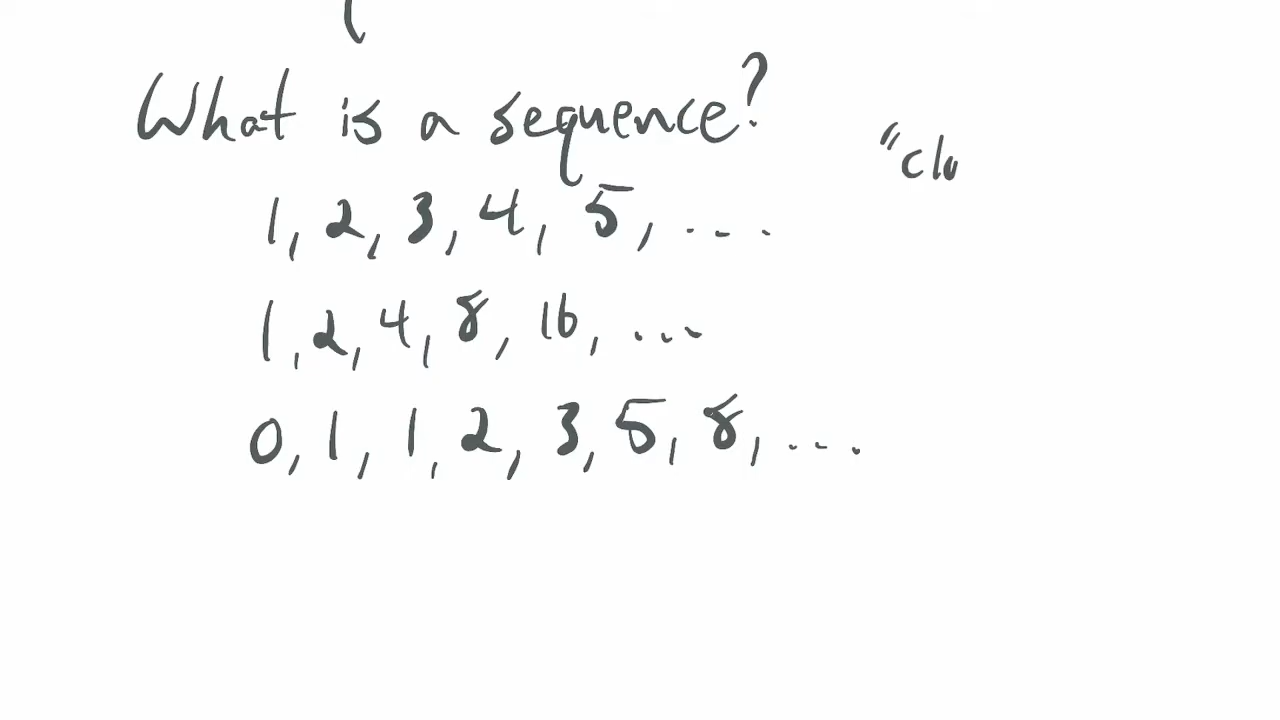 What is a sequence?
"clo
1, 2, 3, 4, 5, ...
1, 2, 4, 8, 16, ...
0, 1, 1, 2, 3, 5, 8, ...